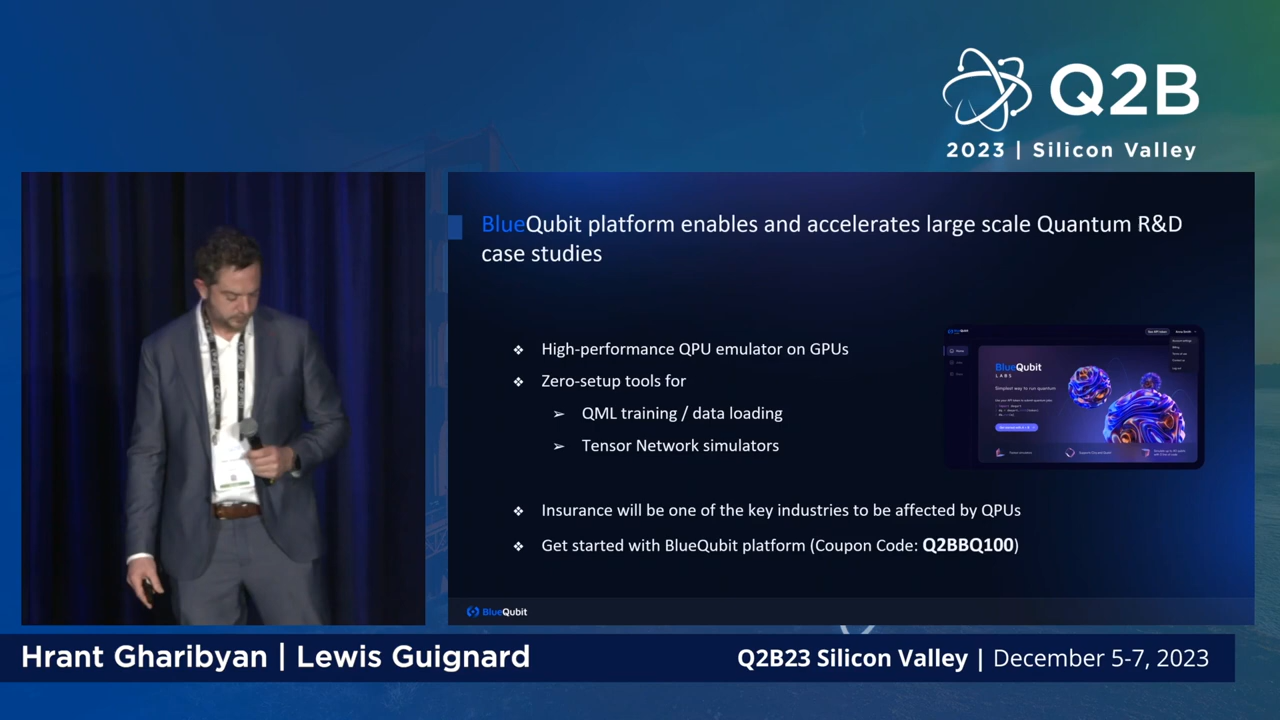 Q2B
2023 | Silicon Valley
BlueQubit platform enables and accelerates large scale Quantum R&D
case studies
❖ High-performance QPU emulator on GPUs
❖ Zero-setup tools for
➢ QML training / data loading
➢ Tensor Network simulators
BlueQubit
LABS
Simplest way to run quantum
❖ Insurance will be one of the key industries to be affected by QPUs
❖ Get started with BlueQubit platform (Coupon Code: Q2BBQ100)
BlueQubit
Hrant Gharibyan | Lewis Guignard
Q2B23 Silicon Valley | December 5-7, 2023